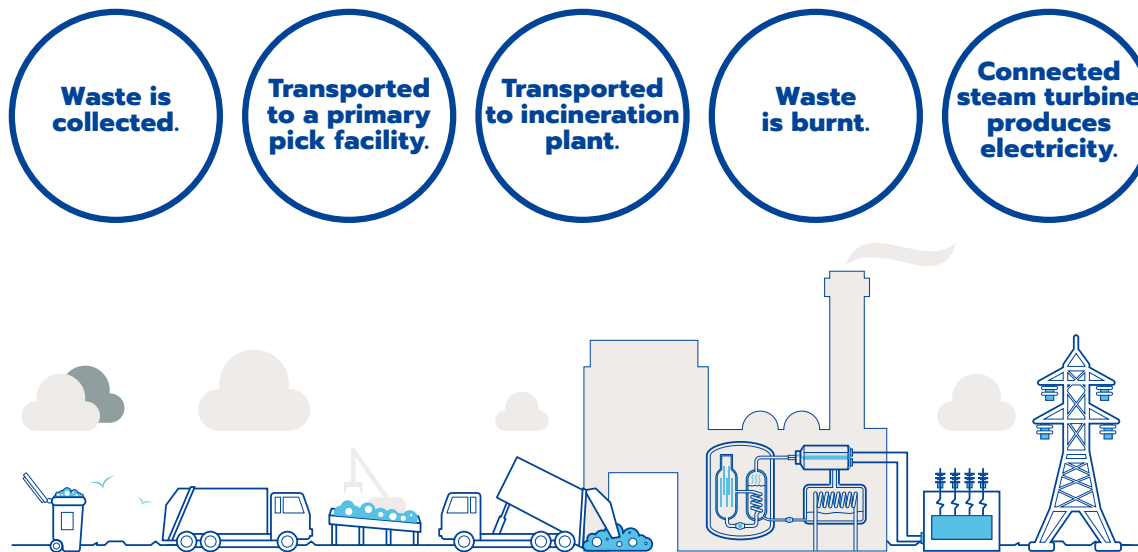 Waste is
collected.
Transported
to a primary
pick facility.
Transported
to incineration
plant.
Waste
is burnt.
Connected
steam turbine
produces
electricity.